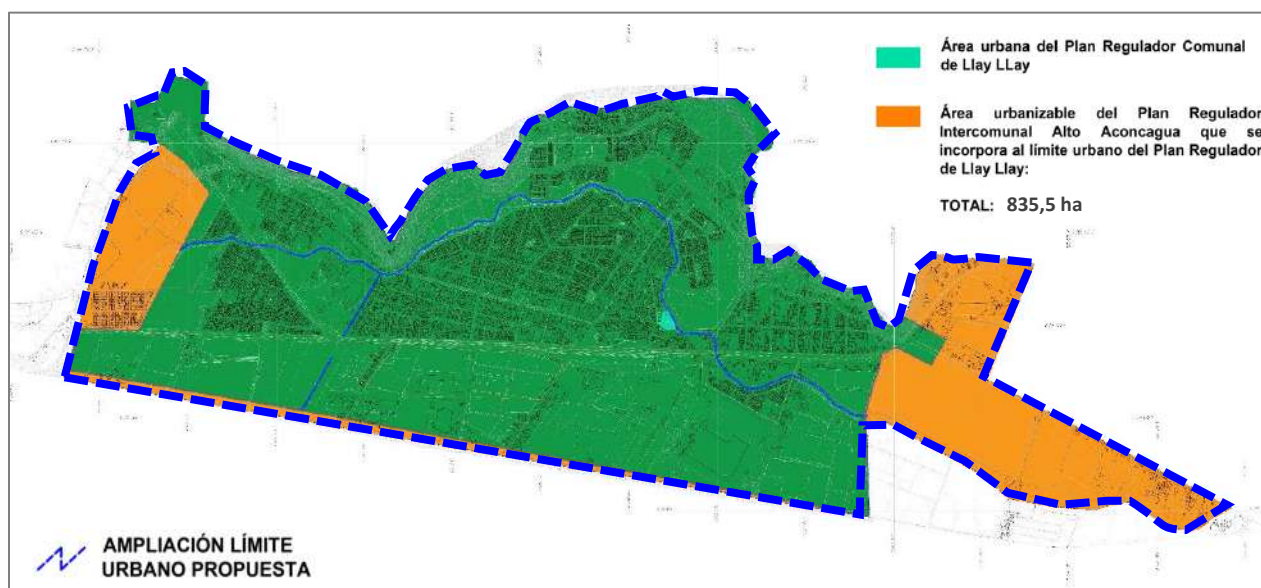 Área urbana del Plan Regulador Comunal
de Llay LLay
Área urbanizable del Plan Regulador
Intercomunal Alto Aconcagua que se
incorpora al límite urbano del Plan Regulador
de Llay Llay:
TOTAL: 835,5 ha
AMPLIACIÓN LÍMITE
URBANO PROPUESTA